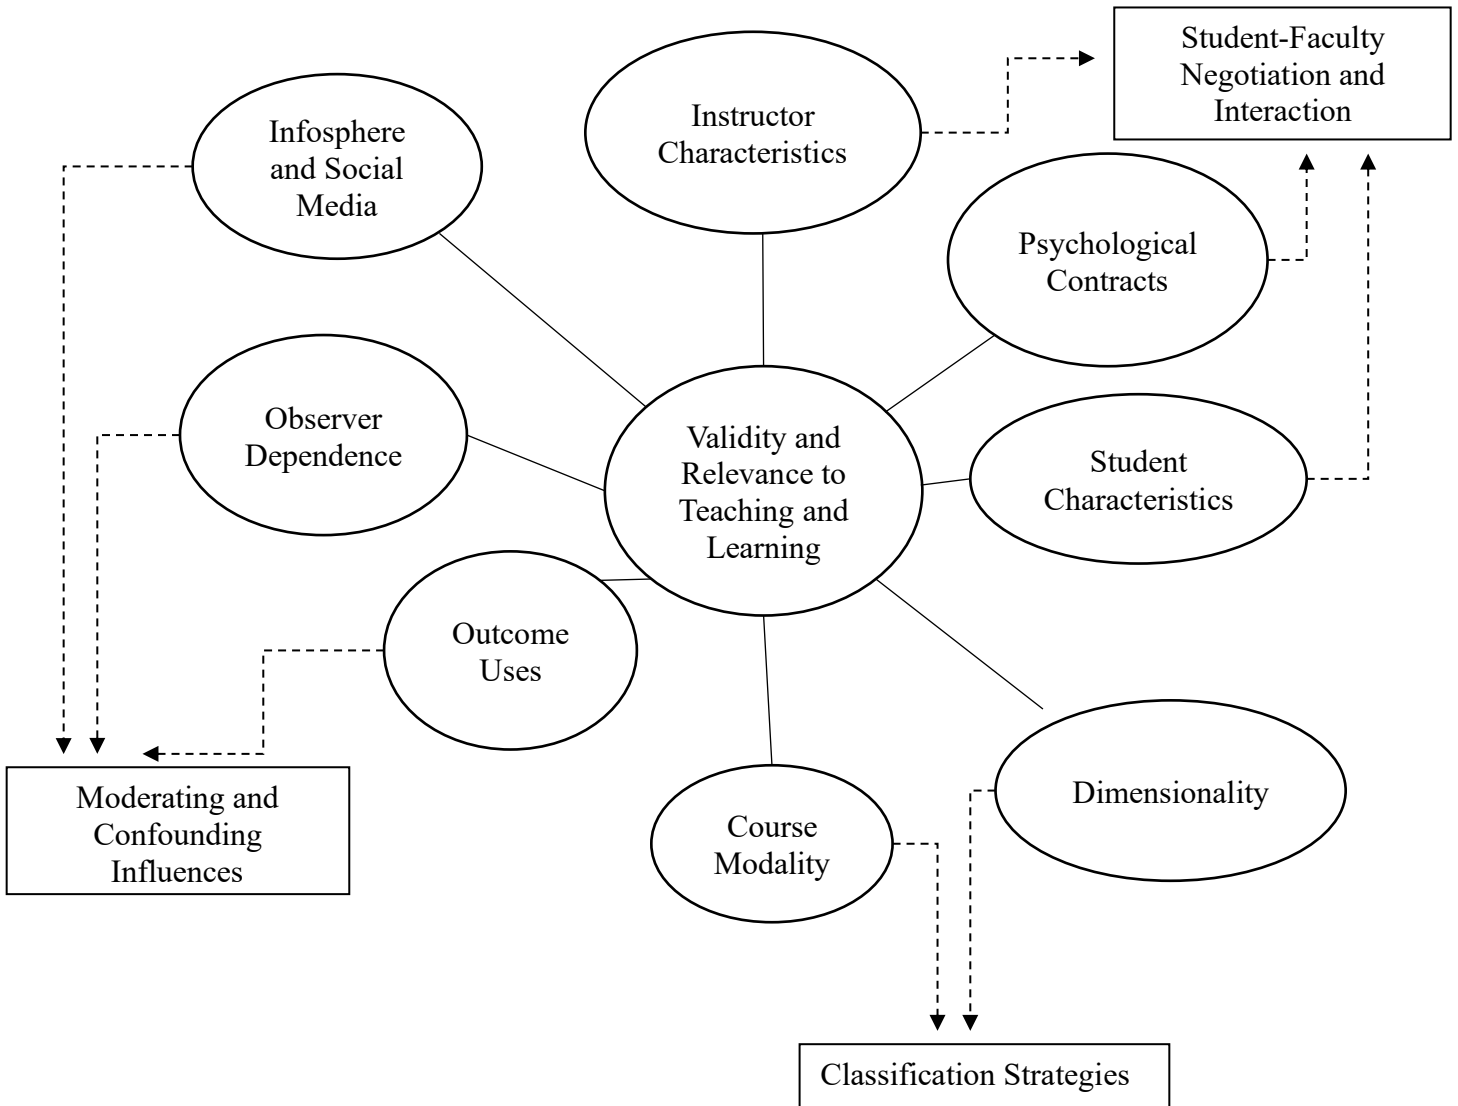 Student-Faculty
Negotiation and
Interaction
Instructor
Characteristics
Infosphere
and Social
Media
Psychological
Contracts
Observer
Dependence
Validity and
Relevance to
Teaching and
Learning
Student
Characteristics
Outcome
Uses
Moderating and
Confounding
Influences
Course
Modality
Dimensionality
Classification Strategies